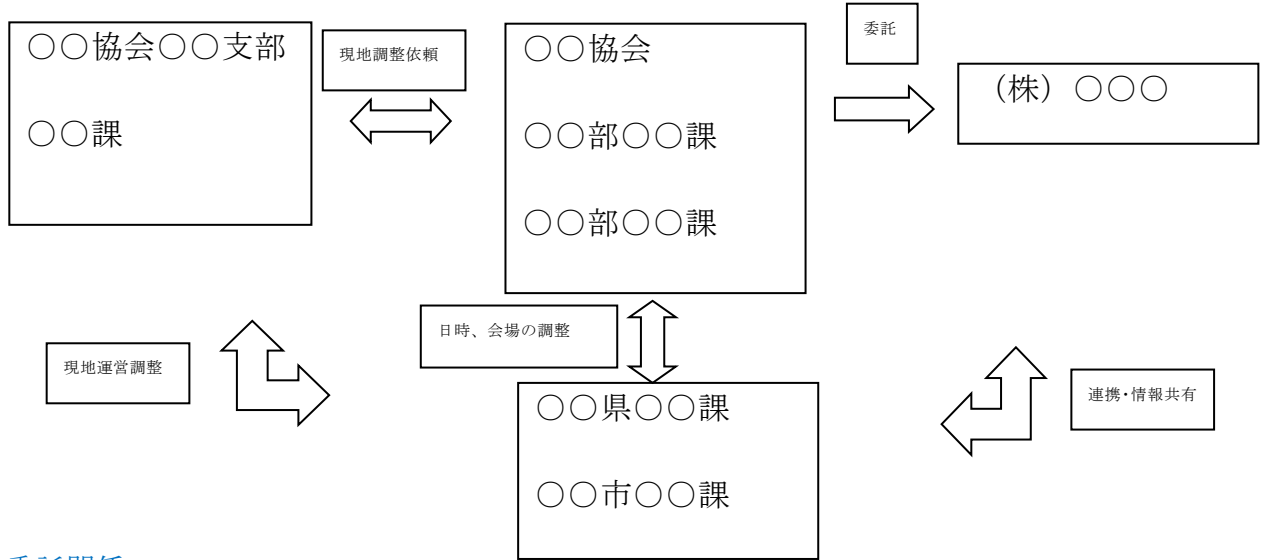 ○○協会○○支部
○○課
現地調整依頼
○○協会
○○部○○課
○○部○○課
委託
(株) ○○○
現地運営調整
日時、会場の調整
○○県○○課
○○市○○課
連携・情報共有